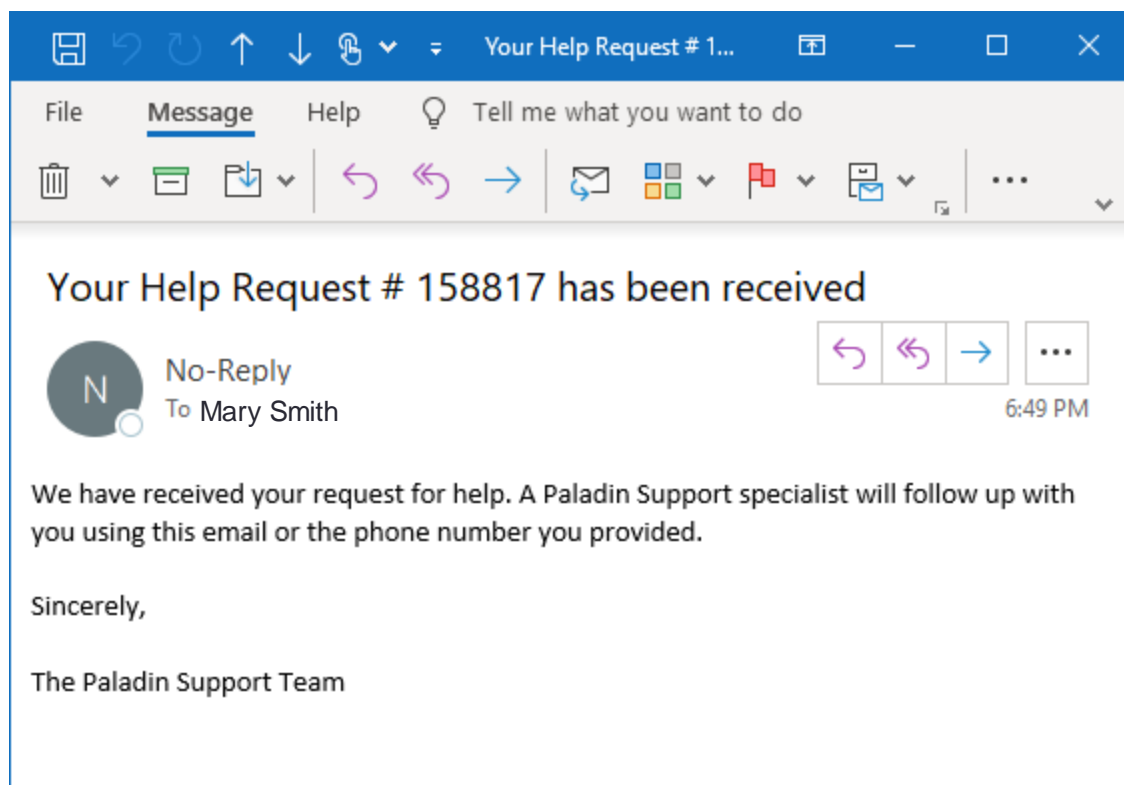 Your Help Request # 1...
File Message Help Tell me what you want to do
Your Help Request # 158817 has been received
N
No-Reply
To Mary Smith
6:49 PM
We have received your request for help. A Paladin Support specialist will follow up with
you using this email or the phone number you provided.
Sincerely,
The Paladin Support Team